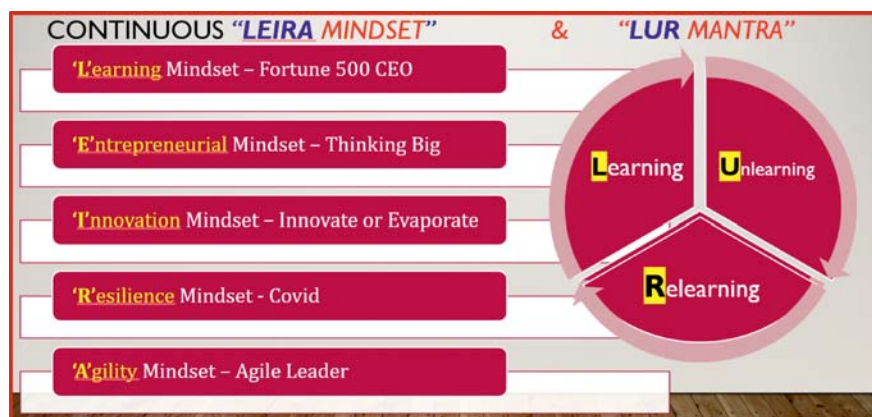 CONTINUOUS “LEIRA MINDSET” & “LUR MANTRA”
‘L’earning Mindset – Fortune 500 CEO
‘E’ntrepreneurial Mindset – Thinking Big
‘I’nnovation Mindset – Innovate or Evaporate
‘R’esilience Mindset - Covid
‘A’gility Mindset – Agile Leader
Learning
Unlearning
Relearning